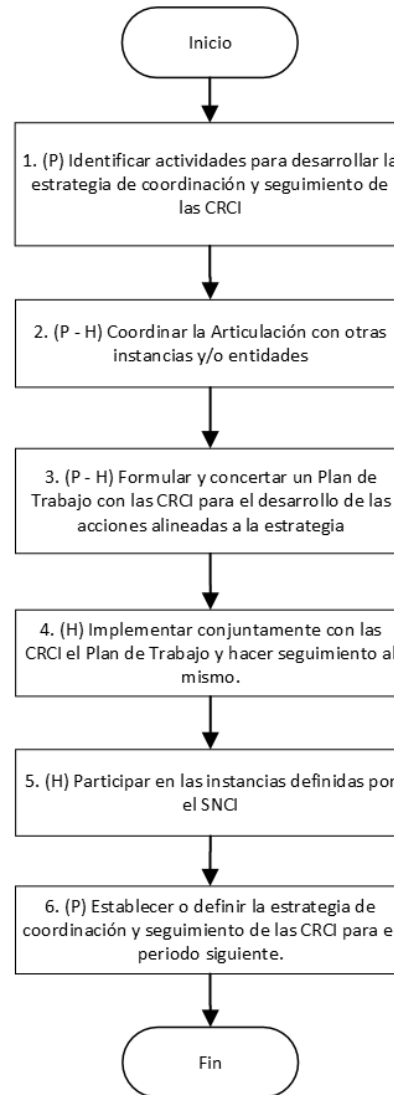 Inicio
1. (P) Identificar actividades para desarrollar la
estrategia de coordinación y seguimiento de
las CRCI
2. (P - H) Coordinar la Articulación con otras
instancias y/o entidades
3. (P - H) Formular y concertar un Plan de
Trabajo con las CRCI para el desarrollo de las
acciones alineadas a la estrategia
4. (H) Implementar conjuntamente con las
CRCI el Plan de Trabajo y hacer seguimiento al
mismo.
5. (H) Participar en las instancias definidas por
el SNCI
6. (P) Establecer o definir la estrategia de
coordinación y seguimiento de las CRCI para el
periodo siguiente.
Fin